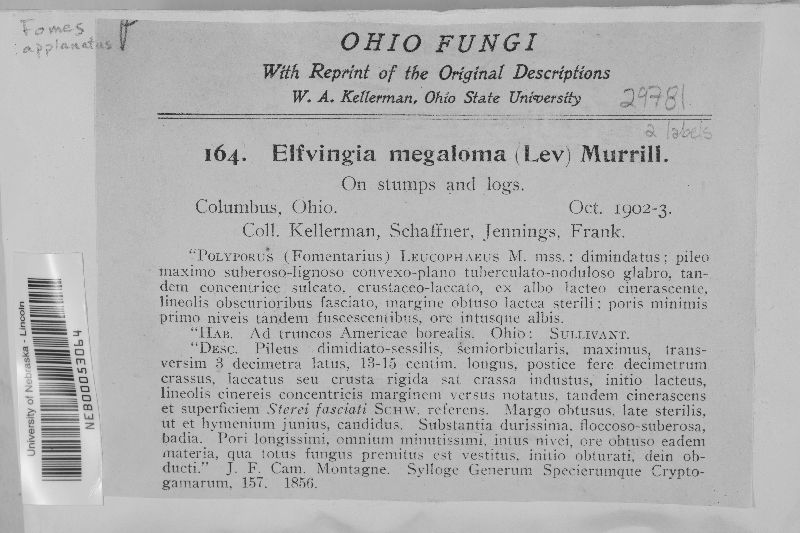 Fomes
applanatus
OHIO FUNGI
With Reprint of the Original Descriptions
W. A. Kellerman, Ohio State University
29781
2 labels
164. Elfvingia megaloma (Lev) Murrill.
On stumps and logs.
Columbus, Ohio. Oct. 1902-3.
Coll. Kellerman, Schaffner, Jennings, Frank.
"POLYPORUS (Fomentarius) LEUCOPHAEUS M. mss.: dimindatus; pileo
maximo suberoso-lignoso convexo-plano tuberculato-noduloso glabro, tan-
dem concentrice sulcato, crustaceo-laccato, ex albo lacteo cinerascente,
lineolis obscurioribus fasciato, margine obtuso lactea sterili; poris minimis
primo niveis tandem fuscescentibus, ore intusque albis.
"HAB. Ad truncos Americae borealis. Ohio: SULLIVANT.
"DESC. Pileus dimidiato-sessilis, semiorbicularis, maximus, trans-
versim 3 decimetra latus, 13-15 centim. longus, postice fere decimetrum
crassus, laccatus seu crusta rigida sat crassa industus, initio lacteus,
lineolis cinereis concentricis marginem versus notatus, tandem cinerascens
et superficiem Sterei fasciati SCHW. referens. Margo obtusus, late sterilis,
ut et hymenium junius, candidus. Substantia durissima, floccoso-suberosa,
badia. Pori longissimi, omnium minutissimi, intus nivei, ore obtuso eadem
materia, qua totus fungus premitus est vestitus, initio obturati, dein ob-
ducti." J. F. Cam. Montagne. Sylloge Generum Specierumque Crypto-
gamarum, 157. 1856.
University of Nebraska - Lincoln
NEB00053064